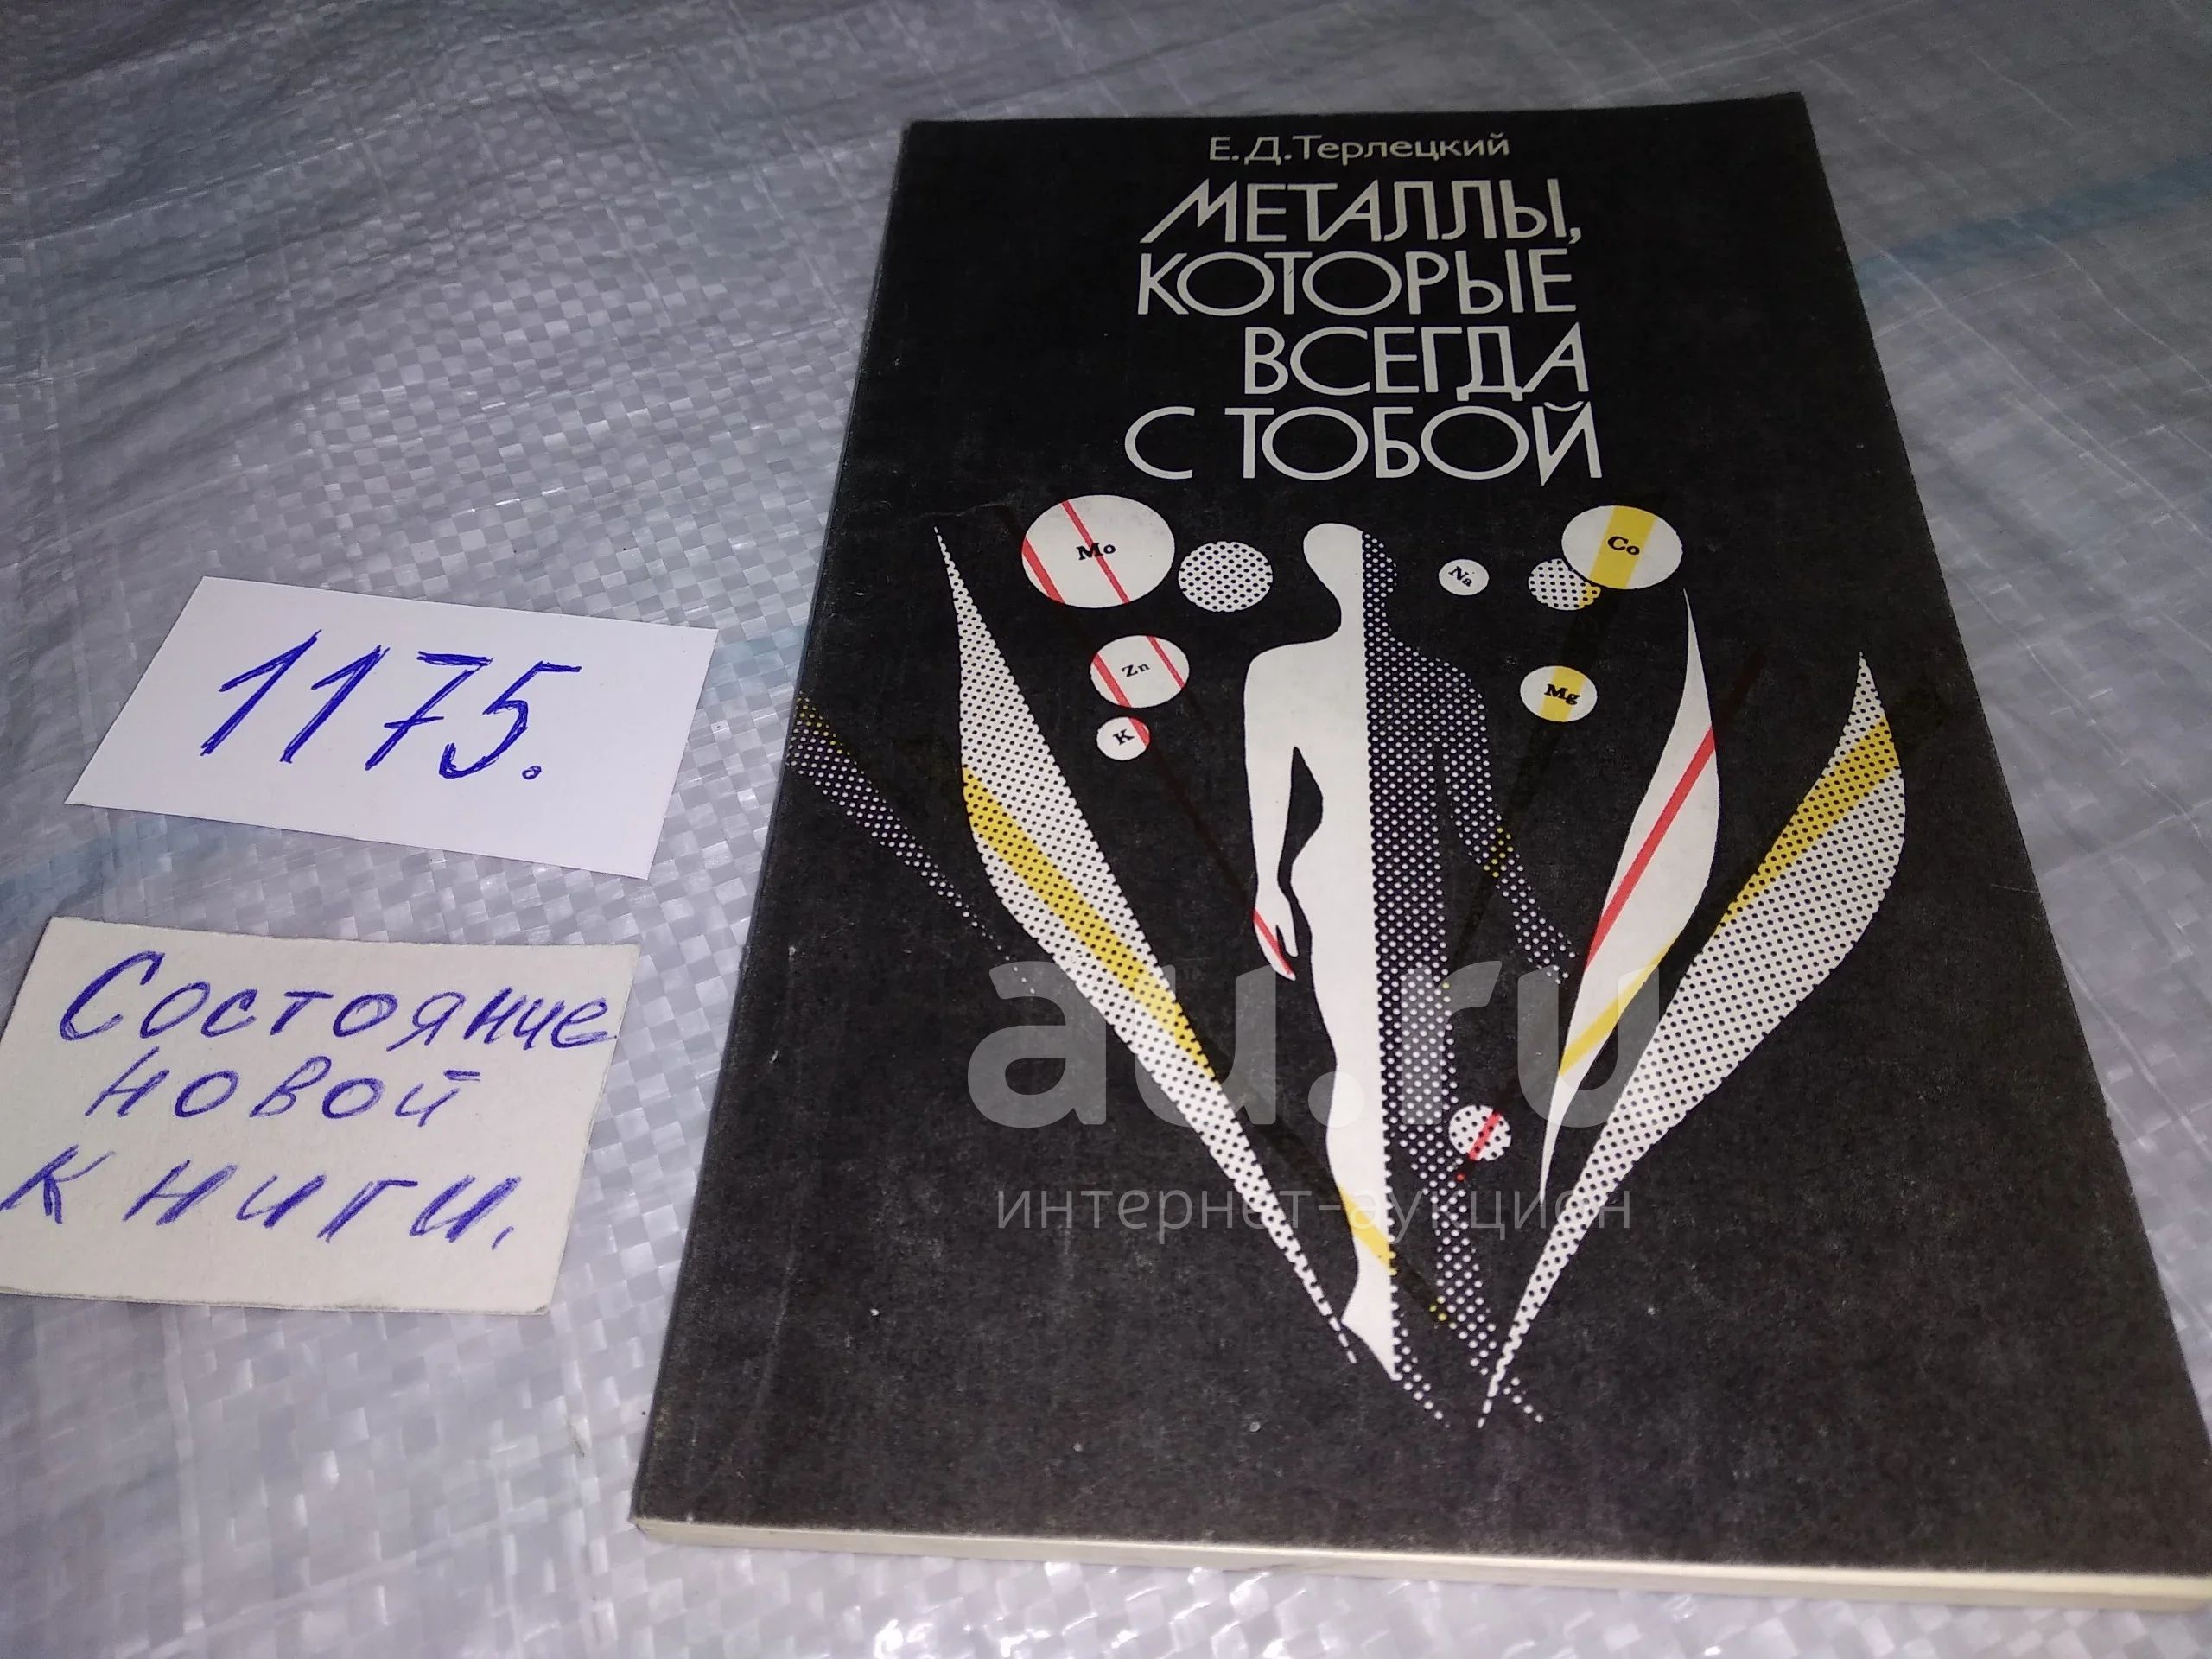 Е.Д.Терлецкий
МЕТАЛЛЫ,
КОТОРЫЕ
ВСЕГДА
С ТОБОЙ
Mo
Co
Na
Zn
Mg
K
1175.
Состояние
новой
книги.
au.ru
интернет-аукцион